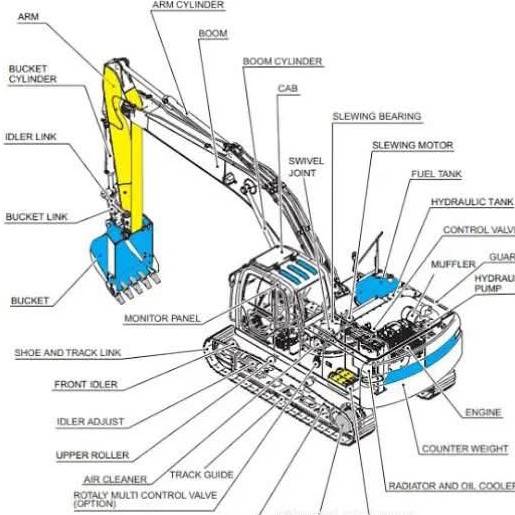 ARM CYLINDER
ARM
BOOM
BOOM CYLINDER
BUCKET
CYLINDER
CAB
SLEWING BEARING
IDLER LINK
SLEWING MOTOR
SWIVEL
JOINT
FUEL TANK
HYDRAULIC TANK
BUCKET LINK
CONTROL VALVE
GUAR
MUFFLER
HYDRAU
PUMP
BUCKET
MONITOR PANEL
SHOE AND TRACK LINK
FRONT IDLER
ENGINE
IDLER ADJUST
COUNTER WEIGHT
UPPER ROLLER
TRACK GUIDE
AIR CLEANER
RADIATOR AND OIL COOLER
ROTALY MULTI CONTROL VALVE
(OPTION)